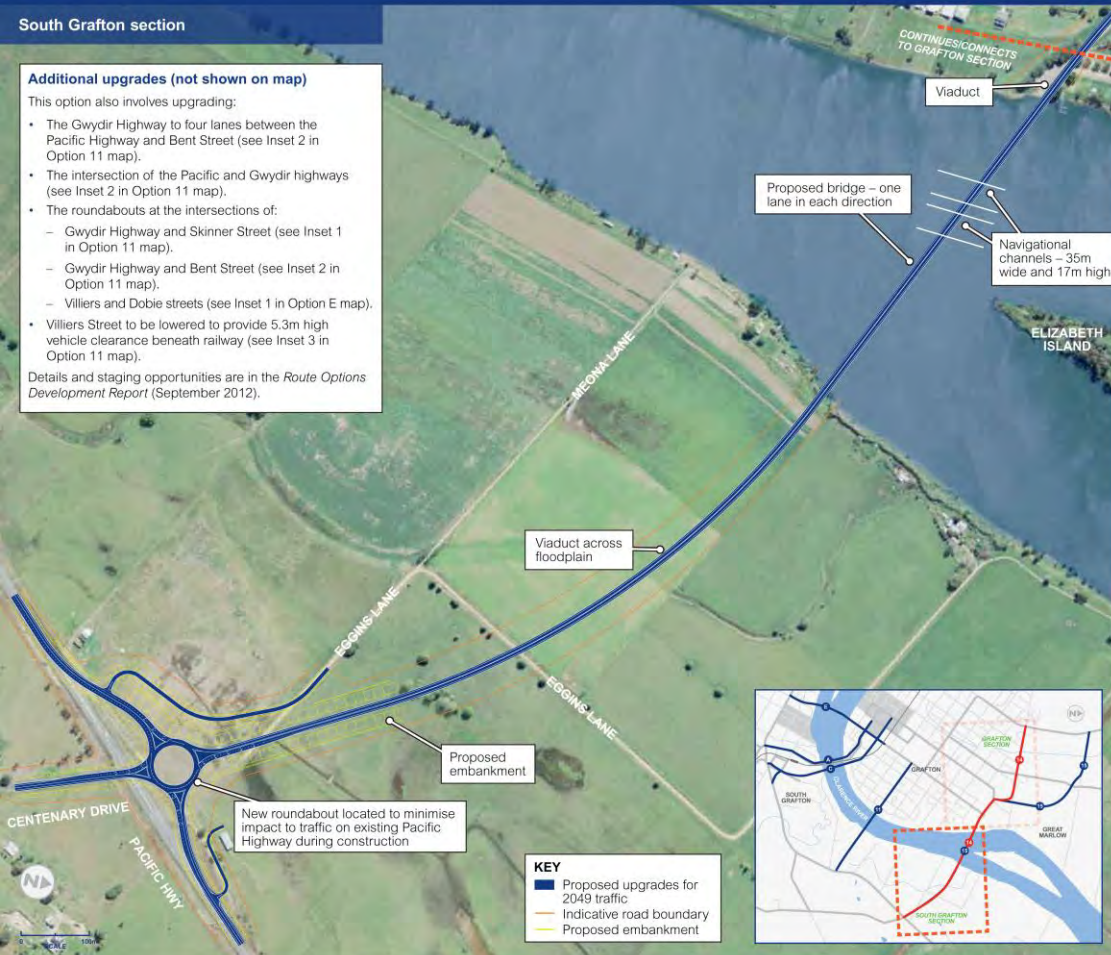 South Grafton section
Additional upgrades (not shown on map)
This option also involves upgrading:
• The Gwydir Highway to four lanes between the
Pacific Highway and Bent Street (see Inset 2 in
Option 11 map).
• The intersection of the Pacific and Gwydir highways
(see Inset 2 in Option 11 map).
• The roundabouts at the intersections of:
– Gwydir Highway and Skinner Street (see Inset 1
in Option 11 map).
– Gwydir Highway and Bent Street (see Inset 2 in
Option 11 map).
– Villiers and Dobie streets (see Inset 1 in Option E map).
• Villiers Street to be lowered to provide 5.3m high
vehicle clearance beneath railway (see Inset 3 in
Option 11 map).
Details and staging opportunities are in the Route Options
Development Report (September 2012).
CONTINUES/CONNECTS
TO GRAFTON SECTION
Viaduct
Proposed bridge – one
lane in each direction
Navigational
channels – 35m
wide and 17m high
ELIZABETH
ISLAND
MEONA LANE
Viaduct across
floodplain
EGGINS LANE
EGGINS LANE
Proposed
embankment
New roundabout located to minimise
impact to traffic on existing Pacific
Highway during construction
CENTENARY DRIVE
PACIFIC HWY
N
0 100m
SCALE
KEY
Proposed upgrades for
2049 traffic
Indicative road boundary
Proposed embankment
N
E
A
C
11
14
15
15
14
15
GRAFTON
SECTION
GRAFTON
SOUTH
GRAFTON
CLARENCE RIVER
GREAT
MARLOW
SOUTH GRAFTON
SECTION